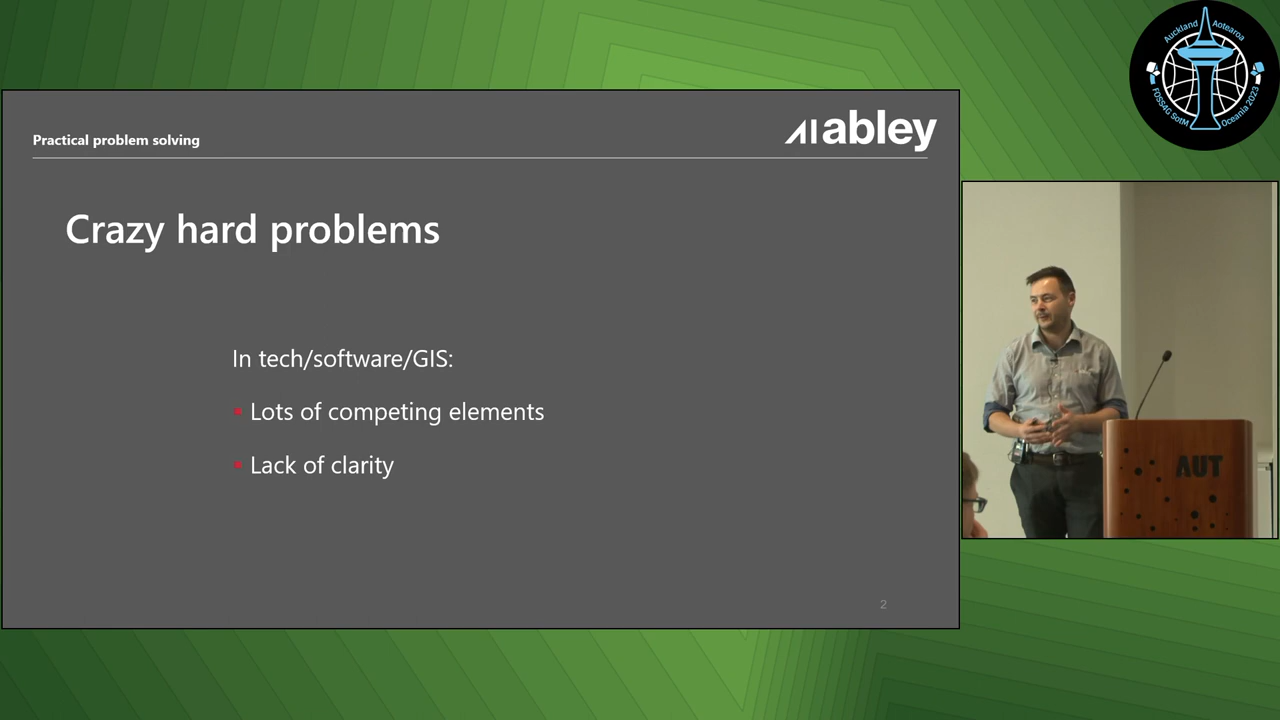 Practical problem solving
abley
Crazy hard problems
In tech/software/GIS:
Lots of competing elements
Lack of clarity
2
Auckland Aotearoa
FOSS4G SotM Oceania 2023
AUT